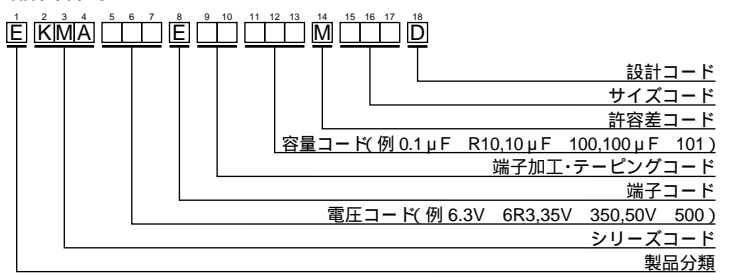 1 2 3 4 5 6 7 8 9 10 11 12 13 14 15 16 17 18
E KMA E M D
設計コード
サイズコード
許容差コード
容量コード(例 0.1μF R10,10μF 100,100μF 101)
端子加工・テーピングコード
端子コード
電圧コード(例 6.3V 6R3,35V 350,50V 500)
シリーズコード
製品分類